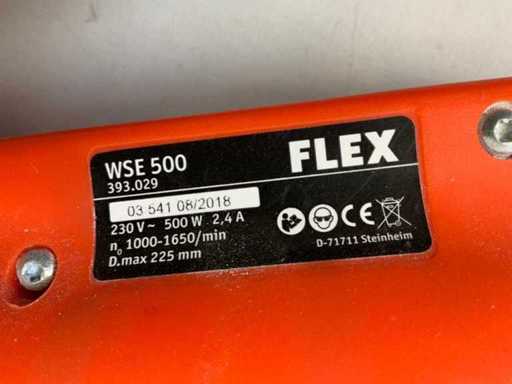 WSE 500
FLEX
393.029
03 541 08/2018
230 V~ 500 W 2,4 A
n₀ 1000-1650/min
D.max 225 mm
CE
D-71711 Steinheim